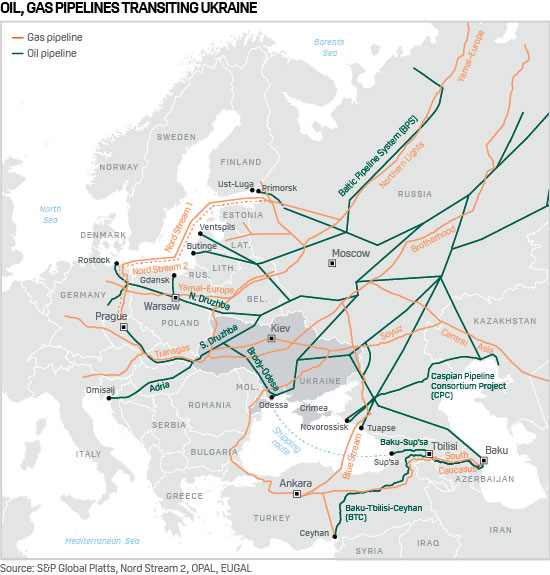 OIL, GAS PIPELINES TRANSITING UKRAINE
Gas pipeline
Oil pipeline
Barents
Sea
Yamal-Europe
SWEDEN
Baltic Pipeline System (BPS)
Northern Lights
NORWAY
FINLAND
RUSSIA
Ust-Luga
Primorsk
North
Sea
Nord Stream 1
ESTONIA
Ventspils
Brotherhood
DENMARK
Butinge
LAT.
Moscow
Rostock
Nord Stream 2
LITH.
Gdansk
RUS.
GERMANY
Yamal-Europe
BEL.
Warsaw
N. Druzhba
KAZAKHSTAN
Prague
POLAND
S. Druzhba
Kiev
Soyuz
Central Asia
Transgas
Brody-Odesa
UKRAINE
Caspian Pipeline
Consortium Project
(CPC)
Omisalj
Adria
MOL.
Odessa
Crimea
ROMANIA
Novorossisk
Tuapse
SERBIA
Shipping
route
Baku-Sup'sa
Tbilisi
ITALY
BULGARIA
Blue Stream
Sup'sa
South
Caucasus
Baku
AZERBAIJAN
Ankara
GREECE
Baku-Tbilisi-Ceyhan
(BTC)
TURKEY
Ceyhan
IRAN
Mediterranean Sea
SYRIA
IRAQ
Source: S&P Global Platts, Nord Stream 2, OPAL, EUGAL